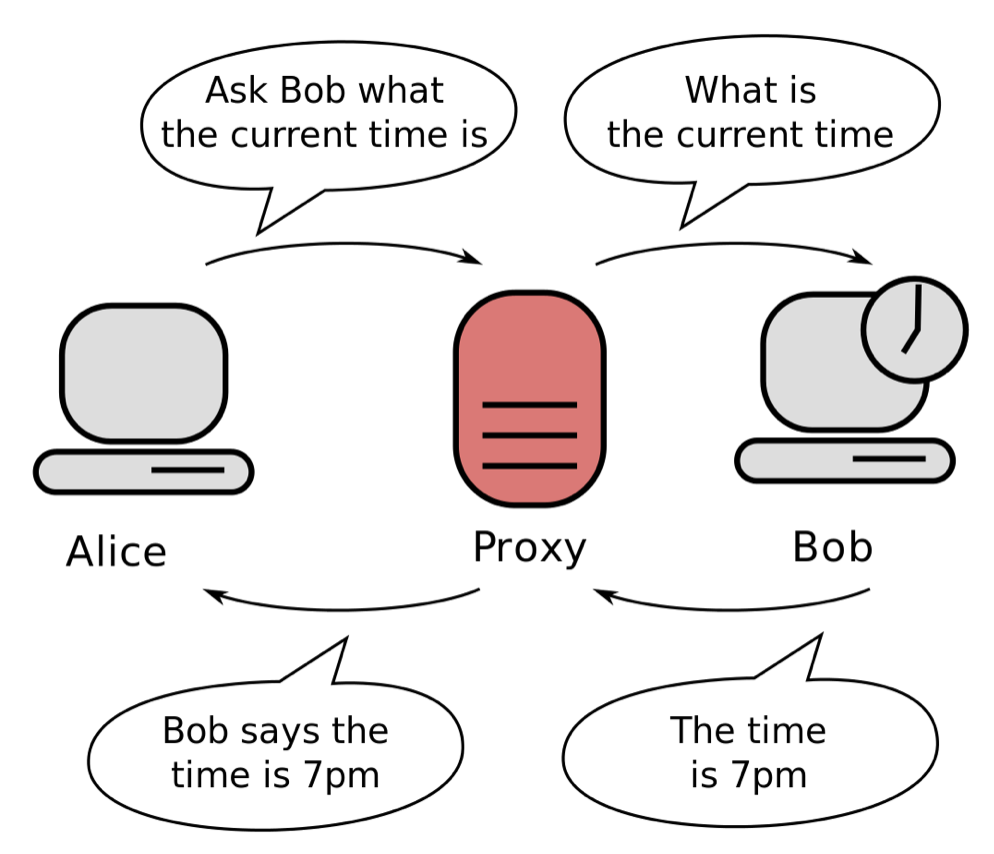 Ask Bob what
the current time is
What is
the current time
Alice
Proxy
Bob
Bob says the
time is 7pm
The time
is 7pm